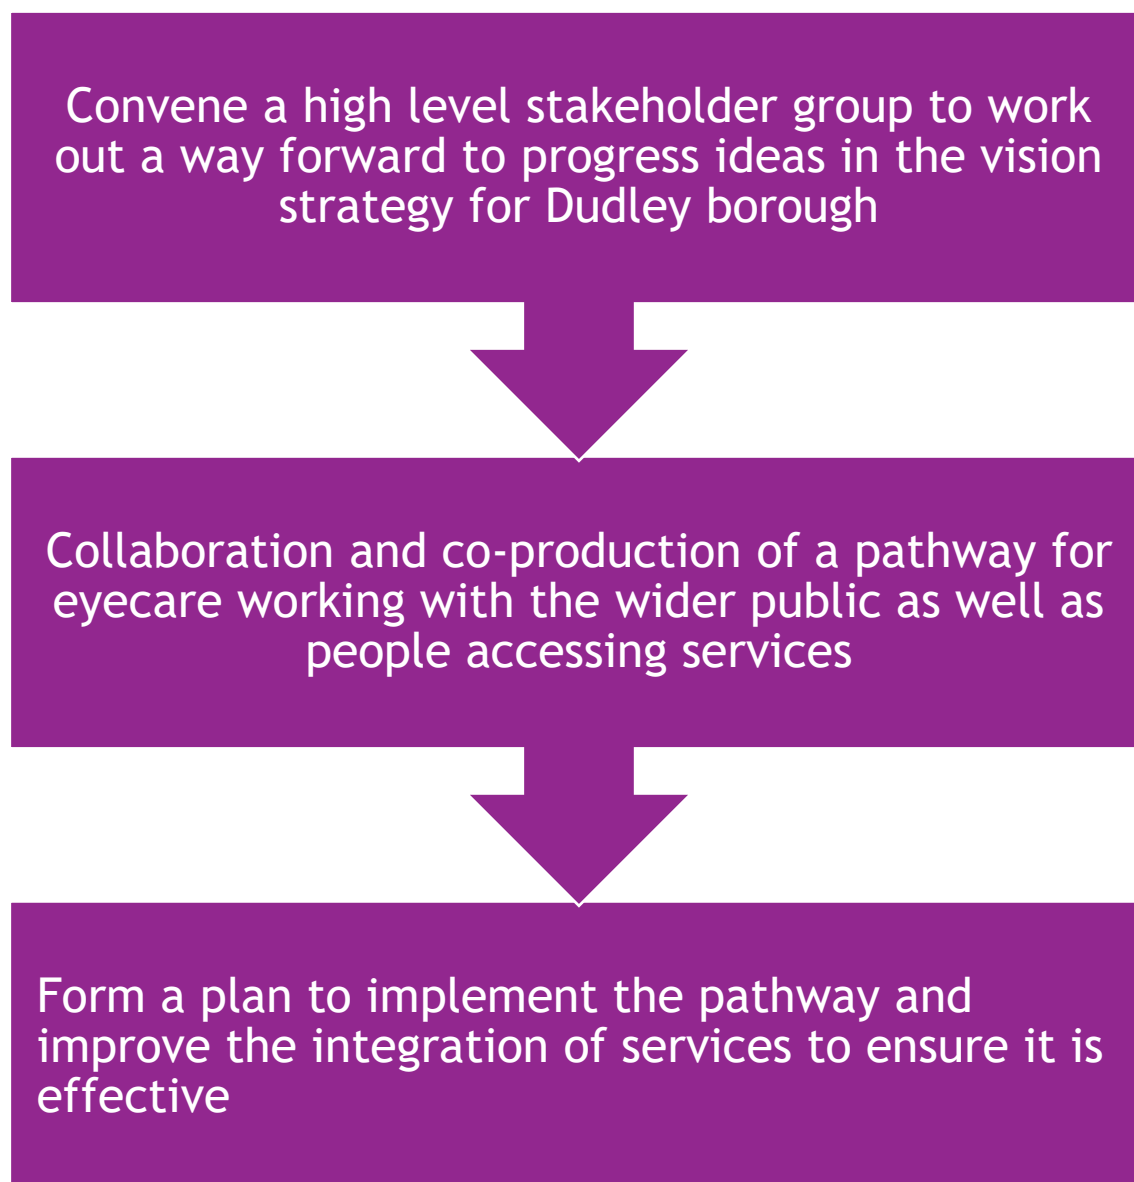 Convene a high level stakeholder group to work
out a way forward to progress ideas in the vision
strategy for Dudley borough
Collaboration and co-production of a pathway for
eyecare working with the wider public as well as
people accessing services
Form a plan to implement the pathway and
improve the integration of services to ensure it is
effective